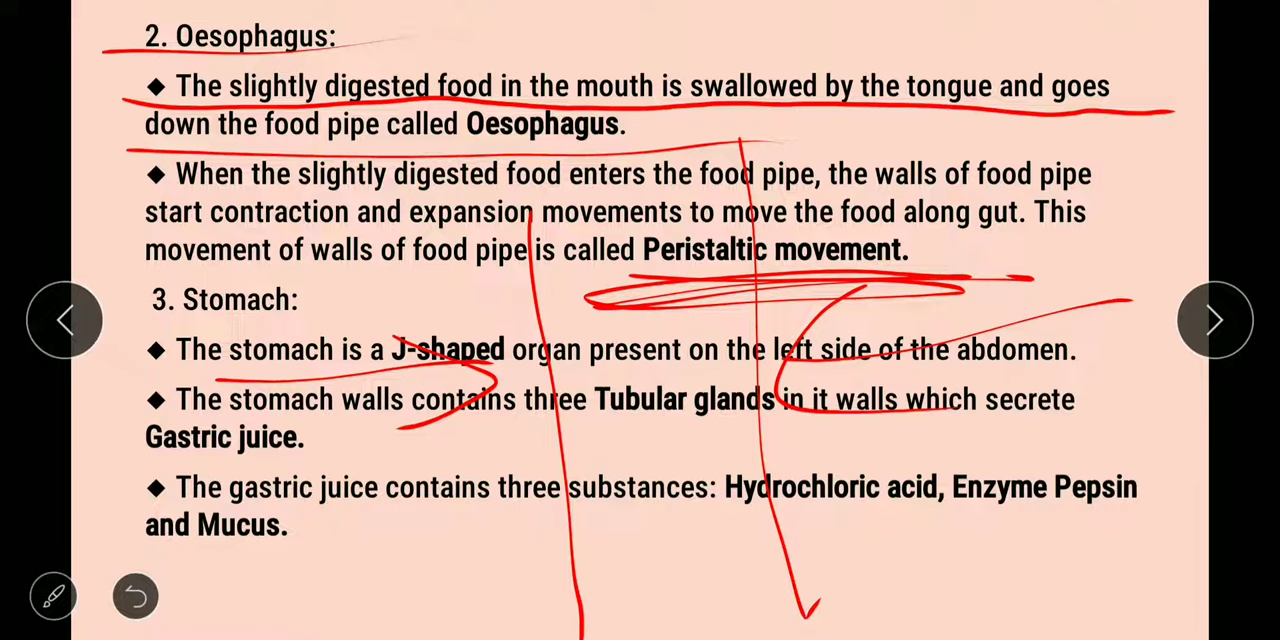 2. Oesophagus:
◆ The slightly digested food in the mouth is swallowed by the tongue and goes
down the food pipe called Oesophagus.
◆ When the slightly digested food enters the food pipe, the walls of food pipe
start contraction and expansion movements to move the food along gut. This
movement of walls of food pipe is called Peristaltic movement.
3. Stomach:
◆ The stomach is a J-shaped organ present on the left side of the abdomen.
◆ The stomach walls contains three Tubular glands in it walls which secrete
Gastric juice.
◆ The gastric juice contains three substances: Hydrochloric acid, Enzyme Pepsin
and Mucus.